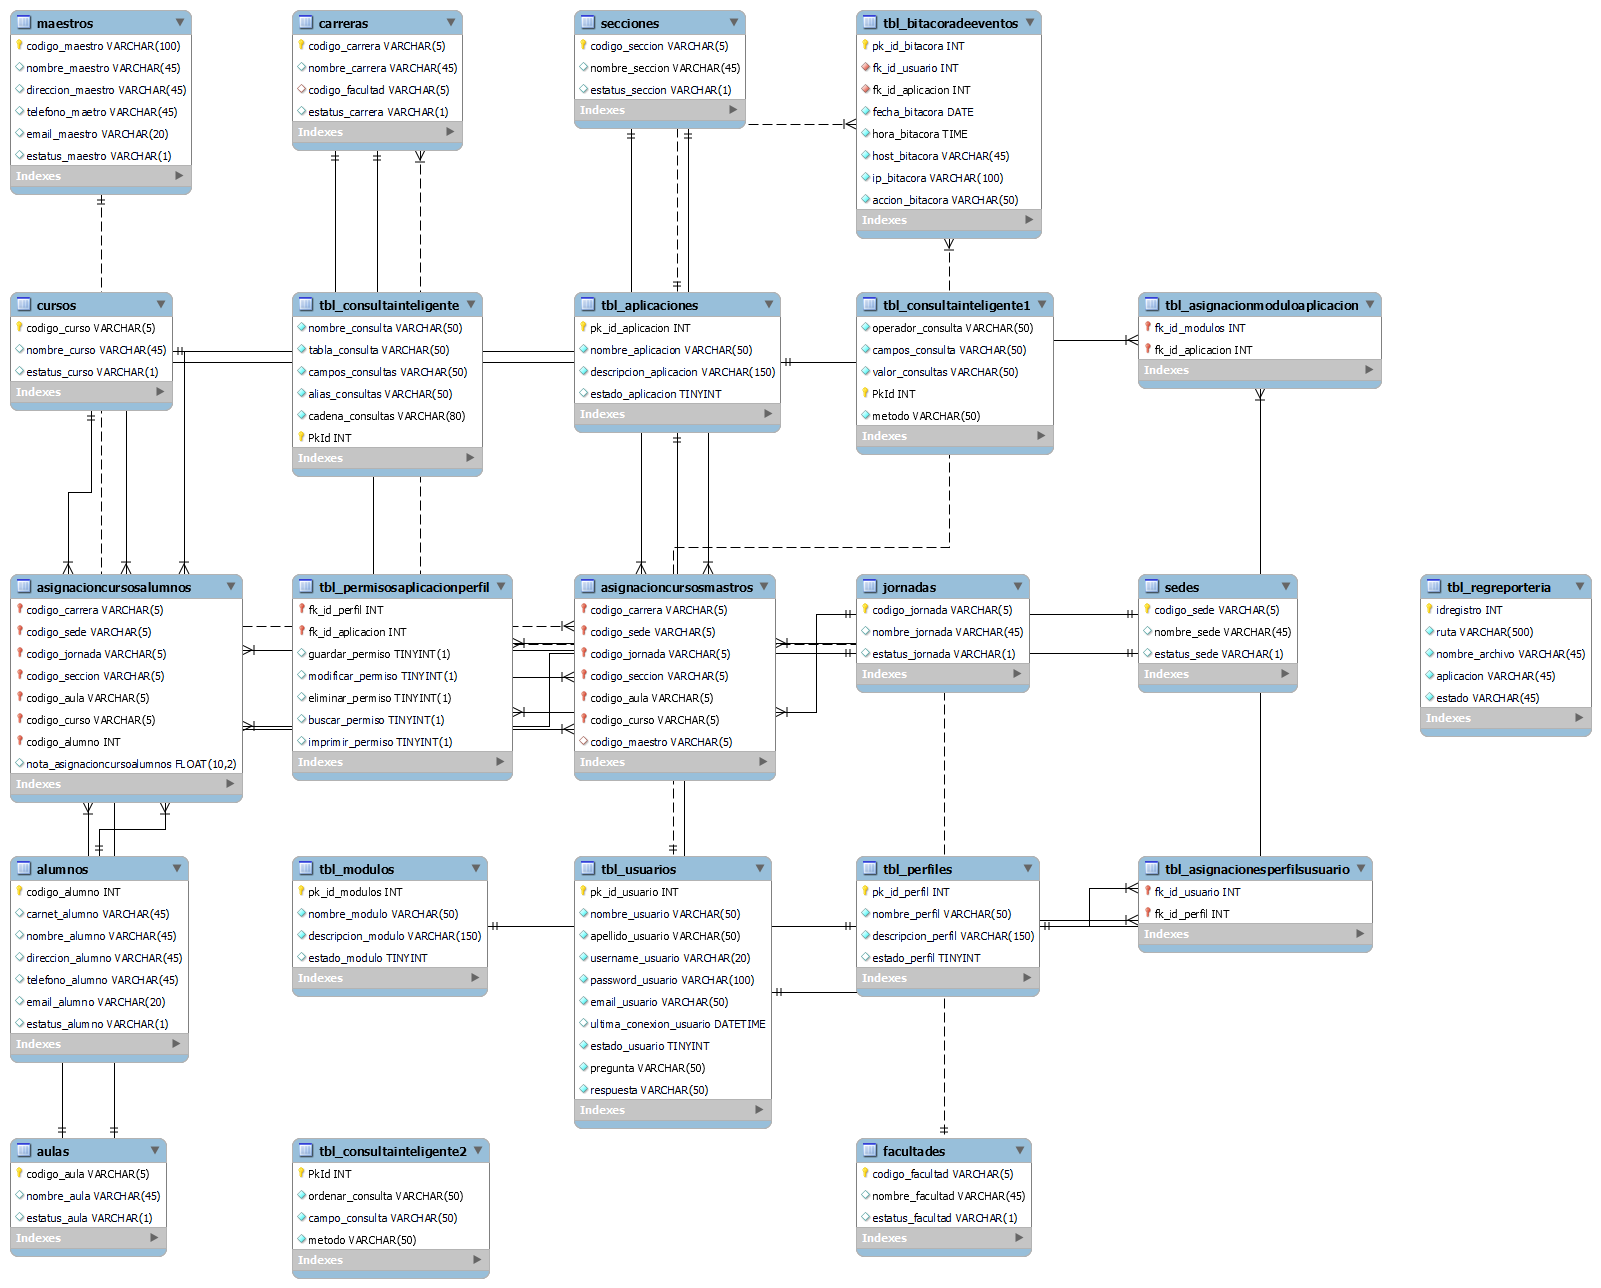 maestros
codigo_maestro VARCHAR(100)
nombre_maestro VARCHAR(45)
direccion_maestro VARCHAR(45)
telefono_maetro VARCHAR(45)
email_maestro VARCHAR(20)
estatus_maestro VARCHAR(1)
Indexes
carreras
codigo_carrera VARCHAR(5)
nombre_carrera VARCHAR(45)
codigo_facultad VARCHAR(5)
estatus_carrera VARCHAR(1)
Indexes
secciones
codigo_seccion VARCHAR(5)
nombre_seccion VARCHAR(45)
estatus_seccion VARCHAR(1)
Indexes
tbl_bitacoradeeventos
pk_id_bitacora INT
fk_id_usuario INT
fk_id_aplicacion INT
fecha_bitacora DATE
hora_bitacora TIME
host_bitacora VARCHAR(45)
ip_bitacora VARCHAR(100)
accion_bitacora VARCHAR(50)
Indexes
cursos
codigo_curso VARCHAR(5)
nombre_curso VARCHAR(45)
estatus_curso VARCHAR(1)
Indexes
tbl_consultainteligente
nombre_consulta VARCHAR(50)
tabla_consulta VARCHAR(50)
campos_consultas VARCHAR(50)
alias_consultas VARCHAR(50)
cadena_consultas VARCHAR(80)
PkId INT
Indexes
tbl_aplicaciones
pk_id_aplicacion INT
nombre_aplicacion VARCHAR(50)
descripcion_aplicacion VARCHAR(150)
estado_aplicacion TINYINT
Indexes
tbl_consultainteligente1
operador_consulta VARCHAR(50)
campos_consulta VARCHAR(50)
valor_consultas VARCHAR(50)
PkId INT
metodo VARCHAR(50)
Indexes
tbl_asignacionmoduloaplicacion
fk_id_modulos INT
fk_id_aplicacion INT
Indexes
asignacioncursosalumnos
codigo_carrera VARCHAR(5)
codigo_sede VARCHAR(5)
codigo_jornada VARCHAR(5)
codigo_seccion VARCHAR(5)
codigo_aula VARCHAR(5)
codigo_curso VARCHAR(5)
codigo_alumno INT
nota_asignacioncursoalumnos FLOAT(10,2)
Indexes
tbl_permisosaplicacionperfil
fk_id_perfil INT
fk_id_aplicacion INT
guardar_permiso TINYINT(1)
modificar_permiso TINYINT(1)
eliminar_permiso TINYINT(1)
buscar_permiso TINYINT(1)
imprimir_permiso TINYINT(1)
Indexes
asignacioncursosmastros
codigo_carrera VARCHAR(5)
codigo_sede VARCHAR(5)
codigo_jornada VARCHAR(5)
codigo_seccion VARCHAR(5)
codigo_aula VARCHAR(5)
codigo_curso VARCHAR(5)
codigo_maestro VARCHAR(5)
Indexes
jornadas
codigo_jornada VARCHAR(5)
nombre_jornada VARCHAR(45)
estatus_jornada VARCHAR(1)
Indexes
sedes
codigo_sede VARCHAR(5)
nombre_sede VARCHAR(45)
estatus_sede VARCHAR(1)
Indexes
tbl_regreporteria
idregistro INT
ruta VARCHAR(500)
nombre_archivo VARCHAR(45)
aplicacion VARCHAR(45)
estado VARCHAR(45)
Indexes
alumnos
codigo_alumno INT
carnet_alumno VARCHAR(45)
nombre_alumno VARCHAR(45)
direccion_alumno VARCHAR(45)
telefono_alumno VARCHAR(45)
email_alumno VARCHAR(20)
estatus_alumno VARCHAR(1)
Indexes
tbl_modulos
pk_id_modulos INT
nombre_modulo VARCHAR(50)
descripcion_modulo VARCHAR(150)
estado_modulo TINYINT
Indexes
tbl_usuarios
pk_id_usuario INT
nombre_usuario VARCHAR(50)
apellido_usuario VARCHAR(50)
username_usuario VARCHAR(20)
password_usuario VARCHAR(100)
email_usuario VARCHAR(50)
ultima_conexion_usuario DATETIME
estado_usuario TINYINT
pregunta VARCHAR(50)
respuesta VARCHAR(50)
Indexes
tbl_perfiles
pk_id_perfil INT
nombre_perfil VARCHAR(50)
descripcion_perfil VARCHAR(150)
estado_perfil TINYINT
Indexes
tbl_asignacionesperfilsusuario
fk_id_usuario INT
fk_id_perfil INT
Indexes
aulas
codigo_aula VARCHAR(5)
nombre_aula VARCHAR(45)
estatus_aula VARCHAR(1)
Indexes
tbl_consultainteligente2
PkId INT
ordenar_consulta VARCHAR(50)
campo_consulta VARCHAR(50)
metodo VARCHAR(50)
Indexes
facultades
codigo_facultad VARCHAR(5)
nombre_facultad VARCHAR(45)
estatus_facultad VARCHAR(1)
Indexes